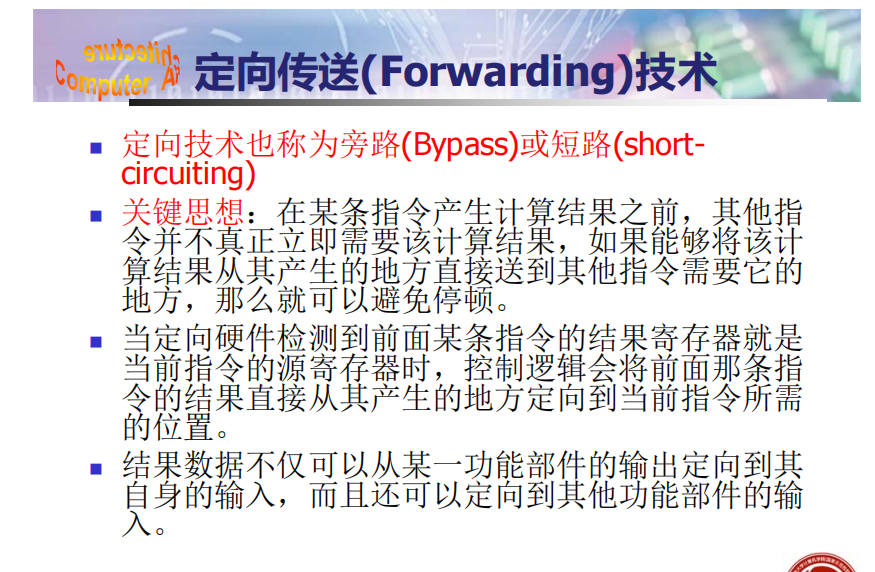 Computer Architecture
定向传送(Forwarding)技术
定向技术也称为旁路(Bypass)或短路(short-
circuiting)
关键思想：在某条指令产生计算结果之前，其他指
令并不真正立即需要该计算结果，如果能够将该计
算结果从其产生的地方直接送到其他指令需要它的
地方，那么就可以避免停顿。
当定向硬件检测到前面某条指令的结果寄存器就是
当前指令的源寄存器时，控制逻辑会将前面那条指
令的结果直接从其产生的地方定向到当前指令所需
的位置。
结果数据不仅可以从某一功能部件的输出定向到其
自身的输入，而且还可以定向到其他功能部件的输
入。